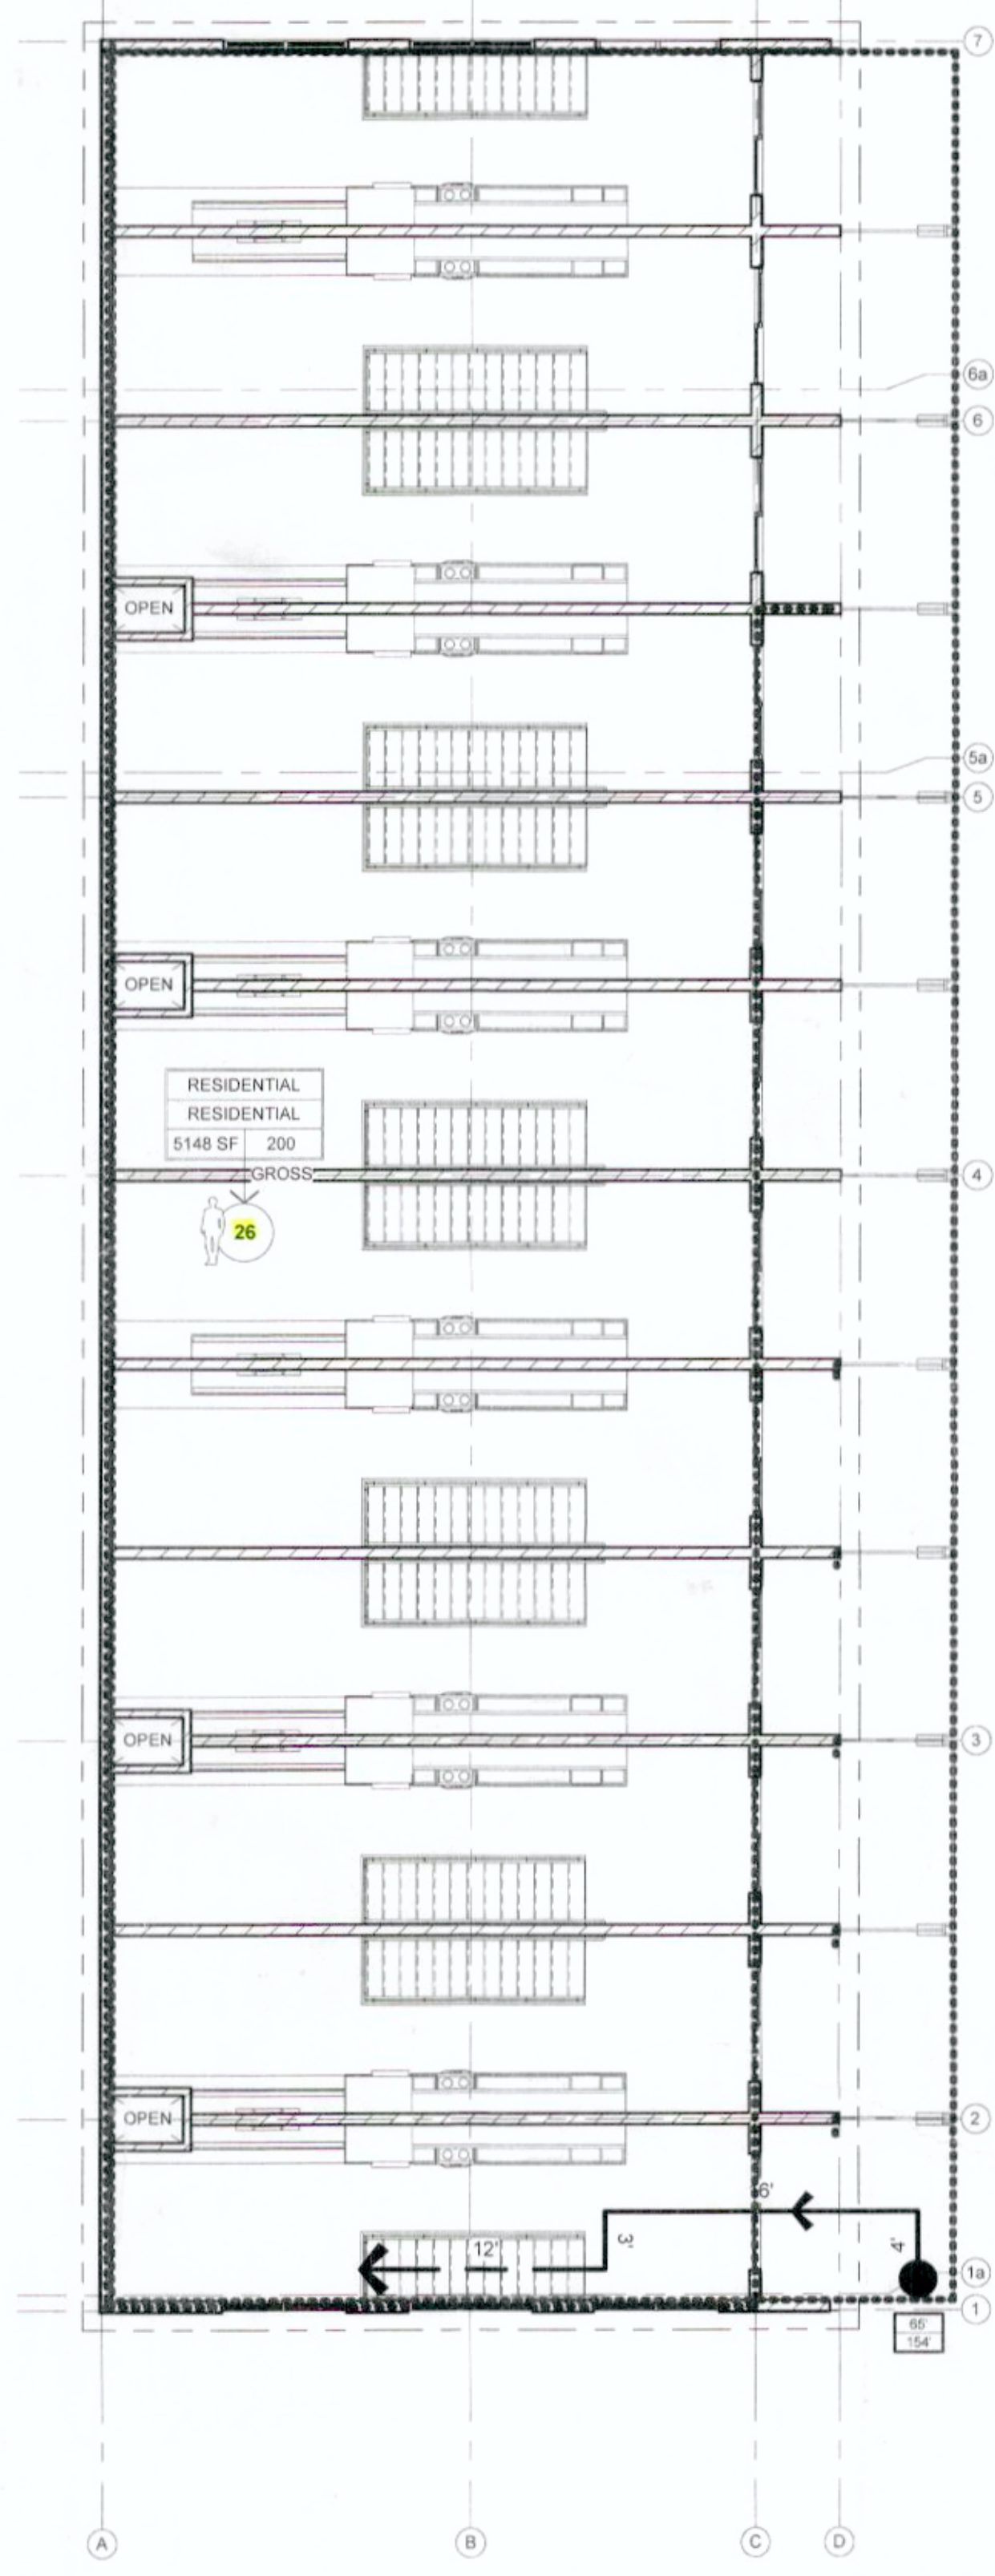 7
6a
6
OPEN
5a
5
OPEN
RESIDENTIAL
RESIDENTIAL
5148 SF 200
GROSS
4
26
OPEN
3
OPEN
2
6'
3'
4'
12'
1a
1
65'
154'
A B C D